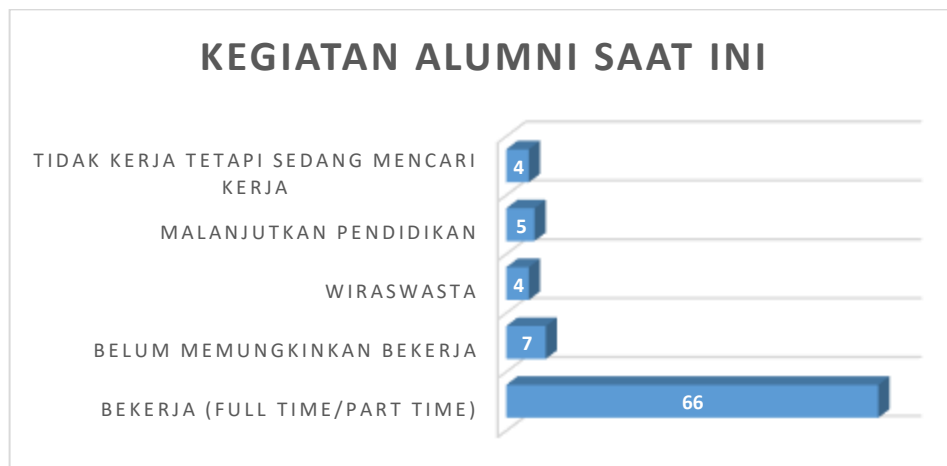 KEGIATAN ALUMNI SAAT INI
TIDAK KERJA TETAPI SEDANG MENCARI
KERJA
4
MALANJUTKAN PENDIDIKAN
5
WIRASWASTA
4
BELUM MEMUNGKINKAN BEKERJA
7
BEKERJA (FULL TIME/PART TIME)
66